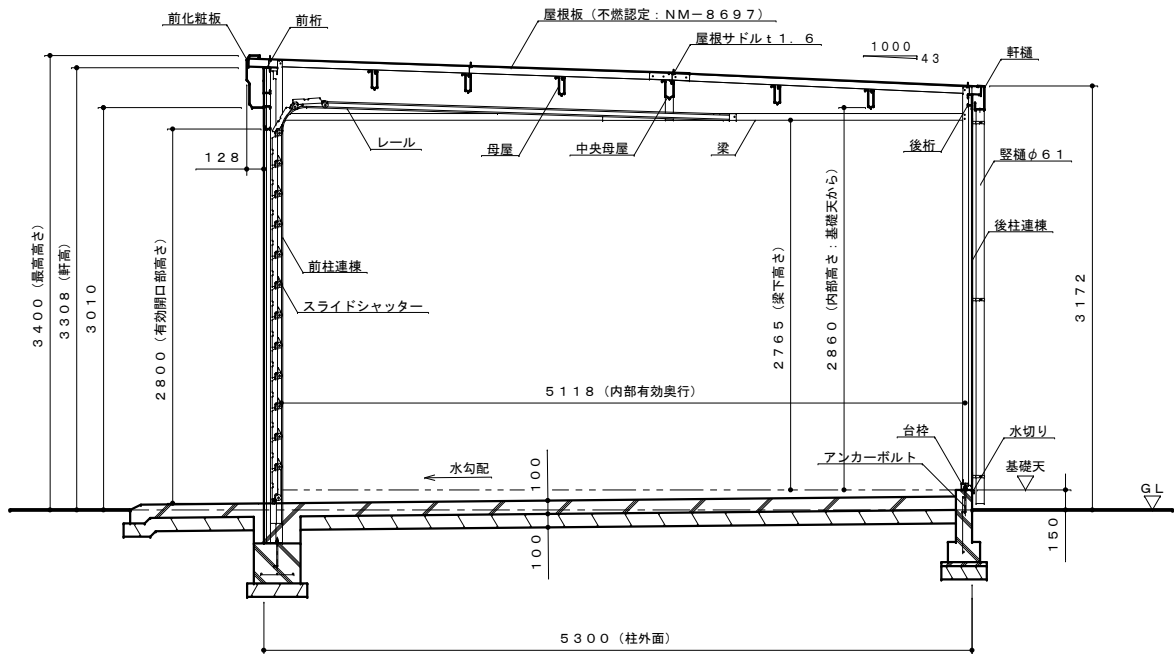 前化粧板
前桁
屋根板（不燃認定：NM－8697）
屋根サドルｔ１．６
１０００
４３
軒樋
レール
母屋
中央母屋
梁
後桁
竪樋φ６１
１２８
３４００（最高高さ）
３３０８（軒高）
３０１０
２８００（有効開口部高さ）
前柱連棟
スライドシャッター
２７６５（梁下高さ）
２８６０（内部高さ：基礎天から）
後柱連棟
３１７２
５１１８（内部有効奥行）
台枠
水切り
アンカーボルト
基礎天
水勾配
１００
１００
ＧＬ
１５０
５３００（柱外面）